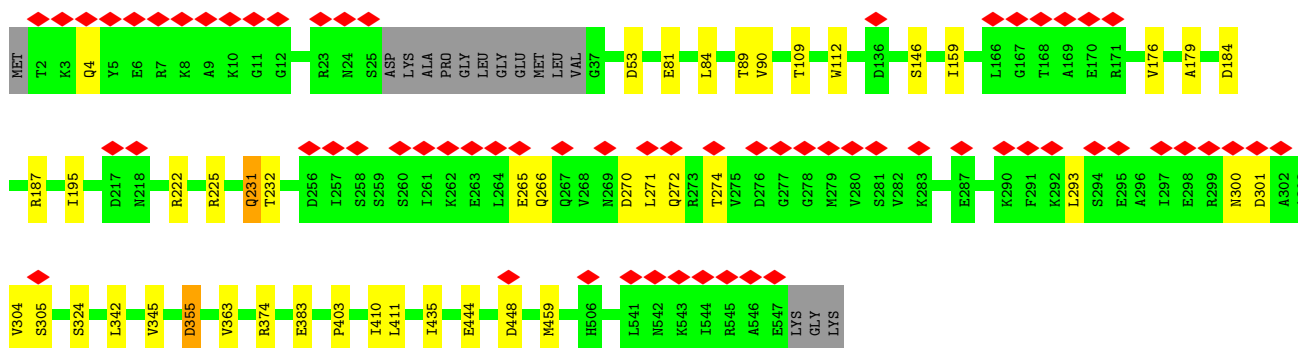 MET T2 K3 Q4 Y5 E6 R7 K8 A9 K10 G11 G12 R23 N24 S25 ASP LYS ALA PRO GLY LEU GLY GLU MET LEU VAL G37 D53 E81 L84 T89 V90 T109 W112 D136 S146 I159 L166 G167 T168 A169 E170 R171 V176 A179 D184
R187 I195 D217 N218 R222 R225 Q231 T232 D256 I257 S258 S259 S260 I261 K262 E263 L264 E265 Q266 Q267 V268 N269 D270 L271 Q272 R273 T274 V275 D276 G277 G278 M279 V280 S281 V282 K283 E287 K290 F291 K292 L293 S294 E295 A296 I297 E298 R299 N300 D301 A302
V304 S305 S324 L342 V345 D355 V363 R374 E383 P403 I410 L411 I435 E444 D448 M459 H506 L541 N542 K543 I544 R545 A546 E547 LYS GLY LYS